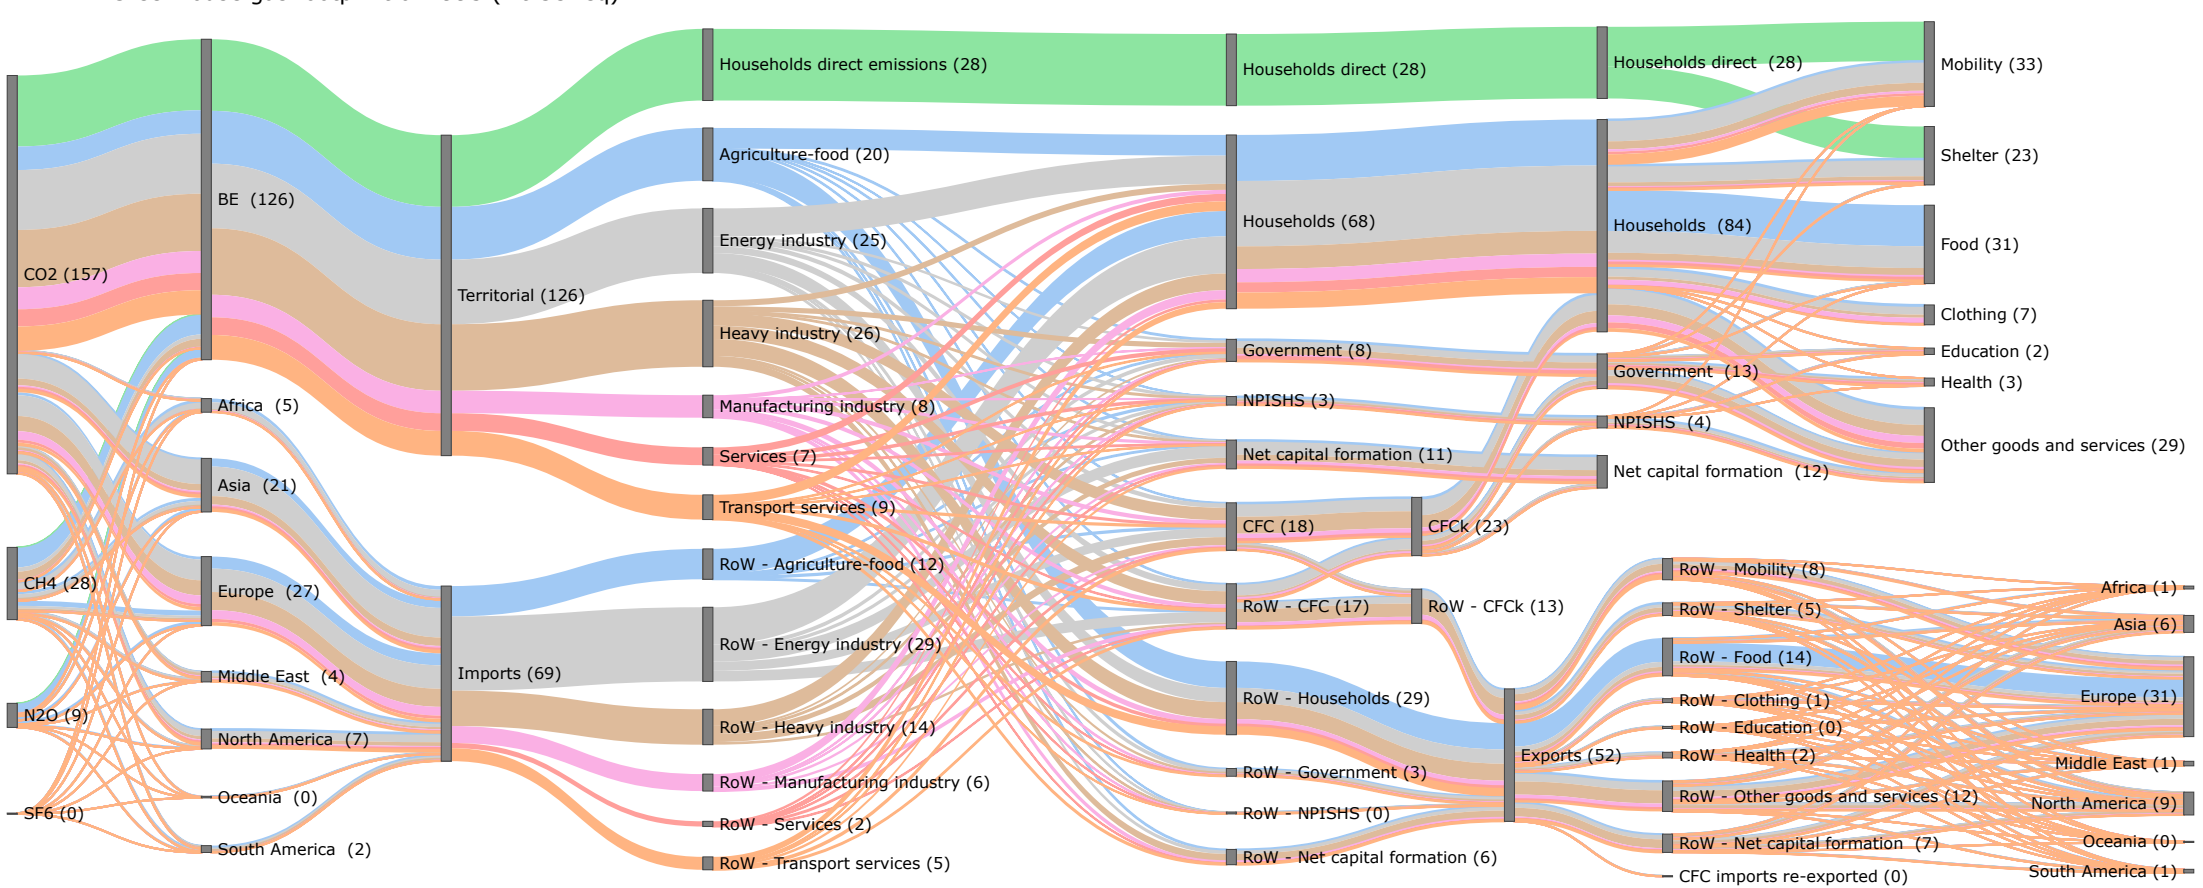 CO2 (157)
CH4 (28)
N2O (9)
SF6 (0)
BE (126)
Africa (5)
Asia (21)
Europe (27)
Middle East (4)
North America (7)
Oceania (0)
South America (2)
Territorial (126)
Imports (69)
Households direct emissions (28)
Agriculture-food (20)
Energy industry (25)
Heavy industry (26)
Manufacturing industry (8)
Services (7)
Transport services (9)
RoW - Agriculture-food (12)
RoW - Energy industry (29)
RoW - Heavy industry (14)
RoW - Manufacturing industry (6)
RoW - Services (2)
RoW - Transport services (5)
Households direct (28)
Households (68)
Government (8)
NPISHS (3)
Net capital formation (11)
CFC (18)
RoW - CFC (17)
RoW - Households (29)
RoW - Government (3)
RoW - NPISHS (0)
RoW - Net capital formation (6)
CFCk (23)
RoW - CFCk (13)
Exports (52)
Households direct (28)
Households (84)
Government (13)
NPISHS (4)
Net capital formation (12)
RoW - Mobility (8)
RoW - Shelter (5)
RoW - Food (14)
RoW - Clothing (1)
RoW - Education (0)
RoW - Health (2)
RoW - Other goods and services (12)
RoW - Net capital formation (7)
CFC imports re-exported (0)
Mobility (33)
Shelter (23)
Food (31)
Clothing (7)
Education (2)
Health (3)
Other goods and services (29)
Africa (1)
Asia (6)
Europe (31)
Middle East (1)
North America (9)
Oceania (0)
South America (1)